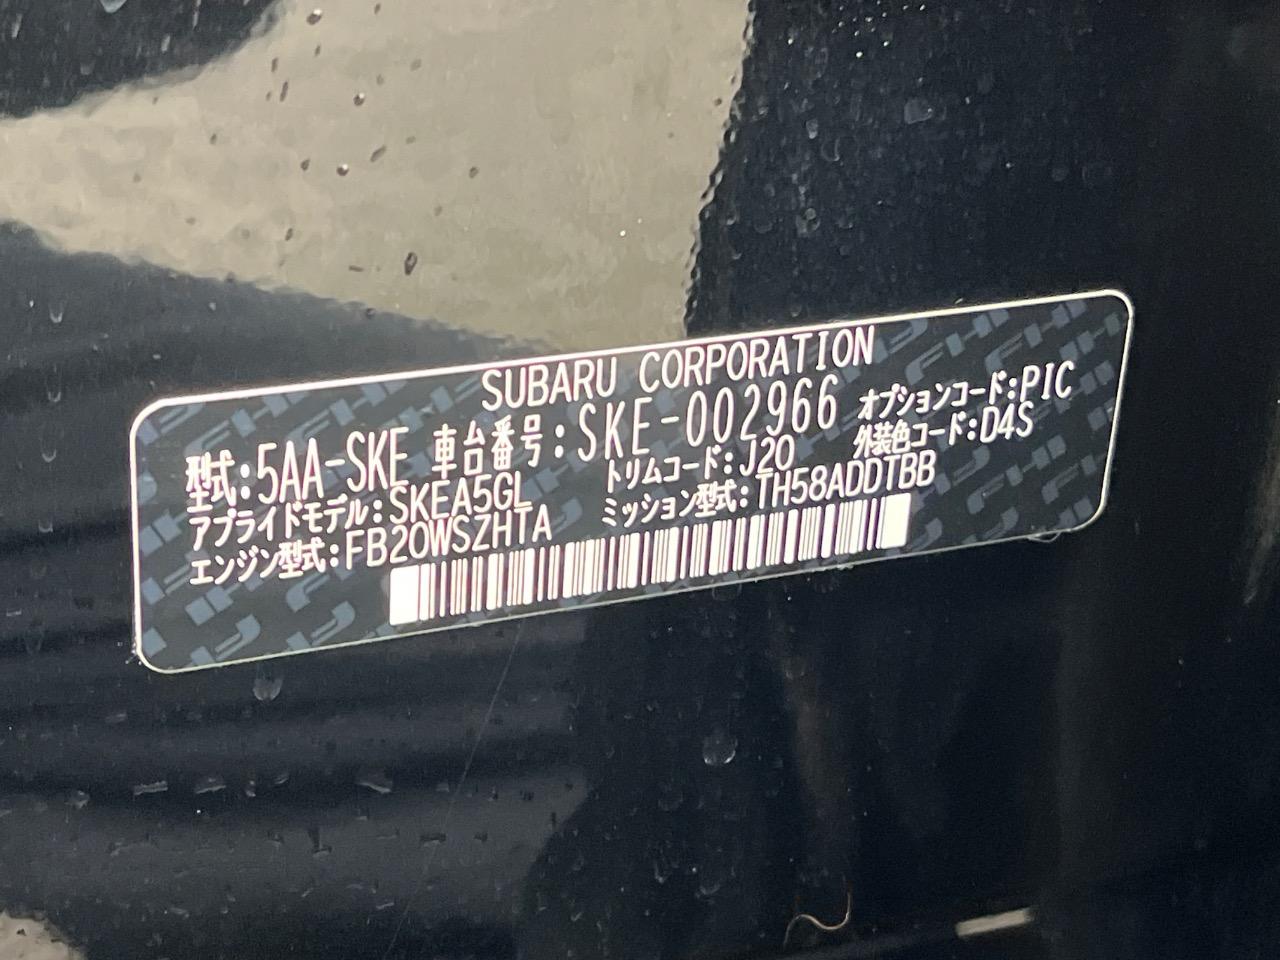 SUBARU CORPORATION
型式:5AA-SKE 車台番号:SKE-002966 オプションコード:PIC
アプライドモデル:SKEA5GL トリムコード:J20 外装色コード:D4S
エンジン型式:FB20WSZHTA ミッション型式:TH58ADDTBB